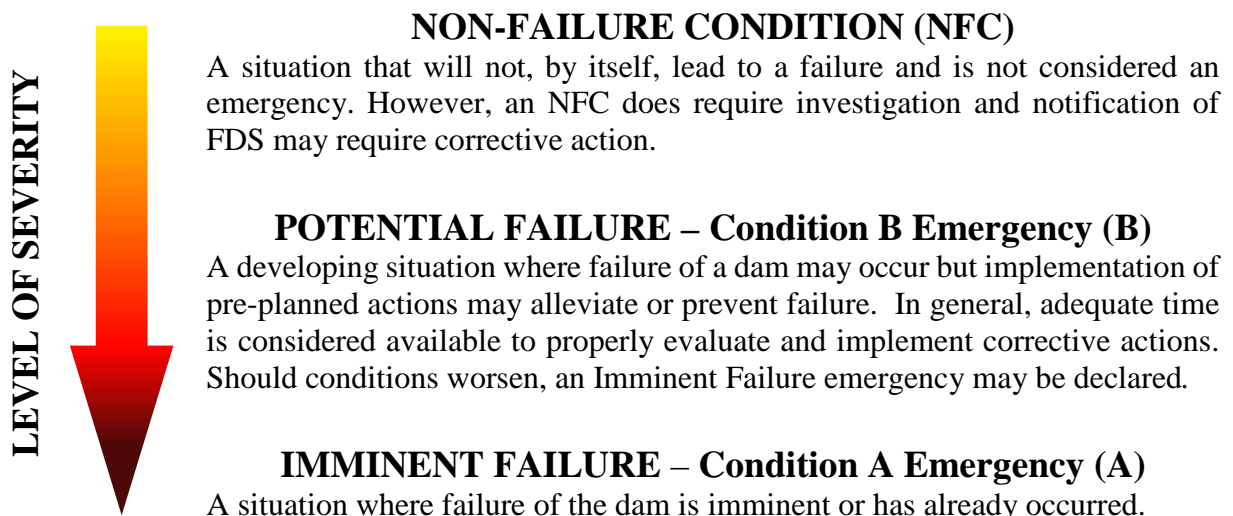 LEVEL OF SEVERITY
NON-FAILURE CONDITION (NFC)
A situation that will not, by itself, lead to a failure and is not considered an
emergency. However, an NFC does require investigation and notification of
FDS may require corrective action.
POTENTIAL FAILURE – Condition B Emergency (B)
A developing situation where failure of a dam may occur but implementation of
pre-planned actions may alleviate or prevent failure. In general, adequate time
is considered available to properly evaluate and implement corrective actions.
Should conditions worsen, an Imminent Failure emergency may be declared.
IMMINENT FAILURE – Condition A Emergency (A)
A situation where failure of the dam is imminent or has already occurred.